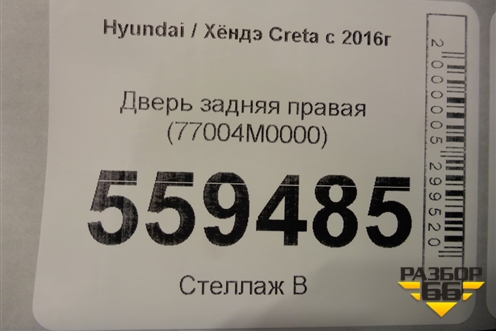 Hyundai / Хёндэ Creta с 2016г
Дверь задняя правая
(77004M0000)
559485
Стеллаж В
2000005299520
РАЗБОР
66